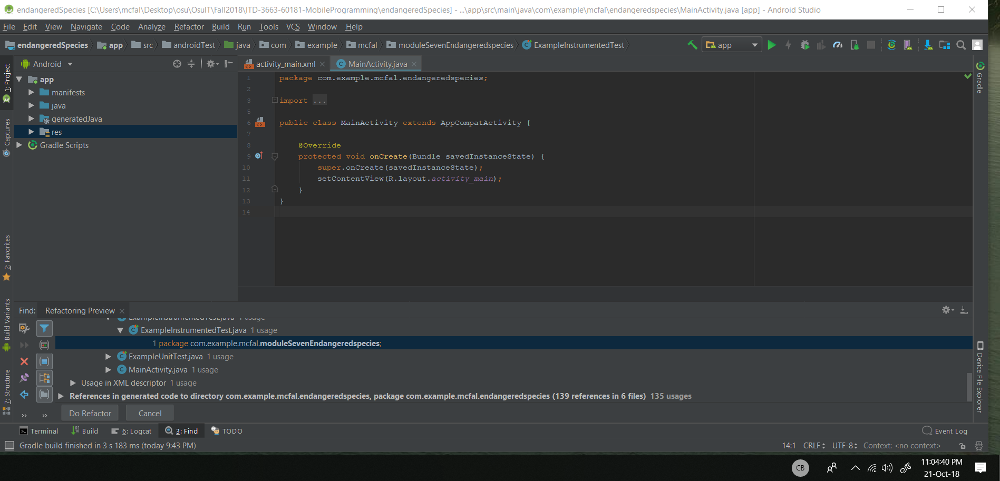 endangeredSpecies [C:\Users\mcfal\Desktop\osu\OsuIT\Fall2018\ITD-3663-60181-MobileProgramming\endangeredSpecies] - ...\app\src\main\java\com\example\mcfal\endangeredspecies\MainActivity.java [app] - Android Studio
File Edit View Navigate Code Analyze Refactor Build Run Tools VCS Window Help
endangeredSpecies app src androidTest java com example mcfal moduleSevenEndangeredspecies ExampleInstrumentedTest app
Android
activity_main.xml MainActivity.java
1: Project
Captures
2: Favorites
Build Variants
7: Structure
app
manifests
java
generatedJava
res
Gradle Scripts
1 package com.example.mcfal.endangeredspecies;
2
3 import ...
5
6 public class MainActivity extends AppCompatActivity {
7
8 @Override
9 protected void onCreate(Bundle savedInstanceState) {
10 super.onCreate(savedInstanceState);
11 setContentView(R.layout.activity_main);
12 }
13 }
14
Gradle
Device File Explorer
Find: Refactoring Preview
ExampleInstrumentedTest.java 1 usage
ExampleInstrumentedTest.java 1 usage
1 package com.example.mcfal.moduleSevenEndangeredspecies;
ExampleUnitTest.java 1 usage
MainActivity.java 1 usage
Usage in XML descriptor 1 usage
References in generated code to directory com.example.mcfal.endangeredspecies, package com.example.mcfal.endangeredspecies (139 references in 6 files) 135 usages
Do Refactor Cancel
Terminal Build 6: Logcat 3: Find TODO Event Log
Gradle build finished in 3 s 183 ms (today 9:43 PM) 14:1 CRLF UTF-8 Context: <no context>
CB 11:04:40 PM
21-Oct-18